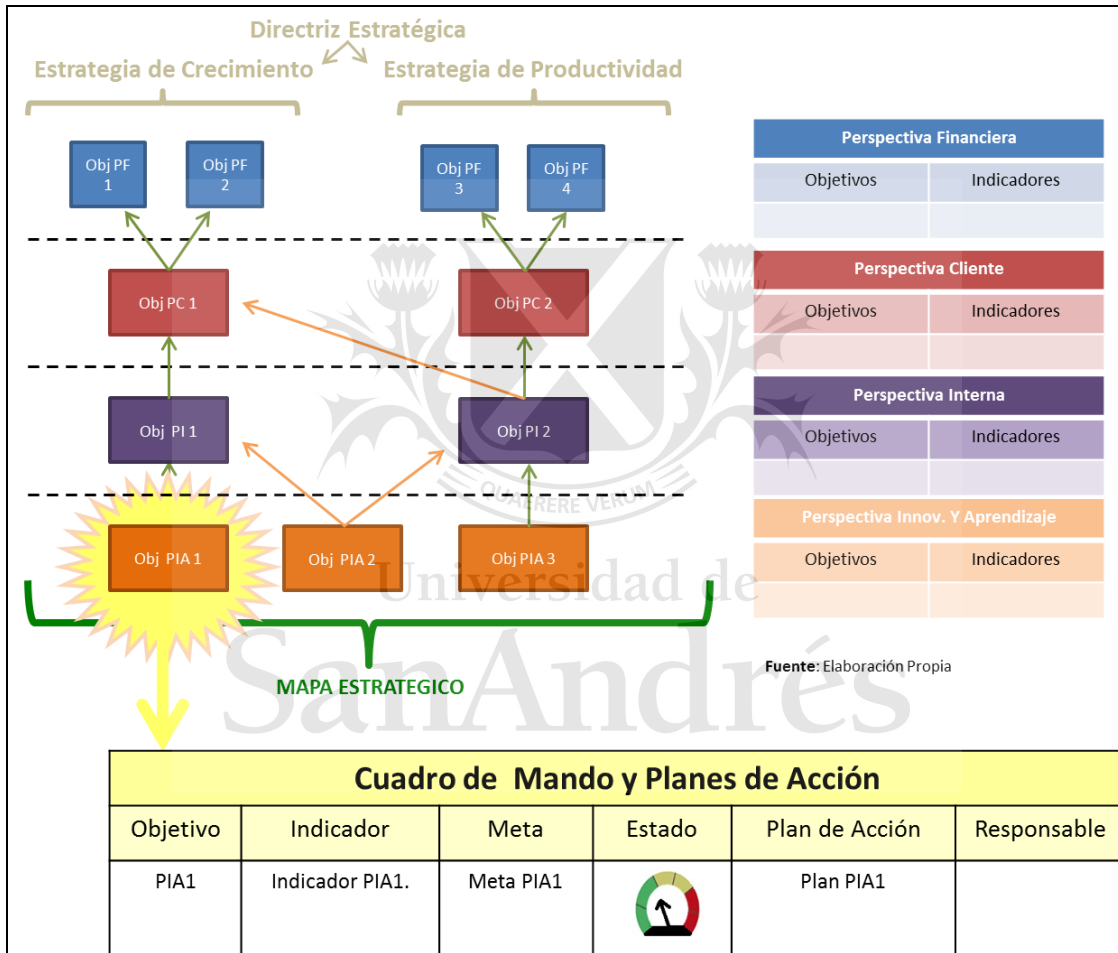 Directriz Estratégica
Estrategia de Crecimiento
Estrategia de Productividad
Obj PF
1
Obj PF
2
Obj PF
3
Obj PF
4
Obj PC 1
Obj PC 2
Obj PI 1
Obj PI 2
Obj PIA 1
Obj PIA 2
Obj PIA 3
MAPA ESTRATEGICO
Perspectiva Financiera
Objetivos Indicadores
Perspectiva Cliente
Objetivos Indicadores
Perspectiva Interna
Objetivos Indicadores
Perspectiva Innov. Y Aprendizaje
Objetivos Indicadores
Fuente: Elaboración Propia
QUAERERE VERUM
Universidad de
SanAndrés
Cuadro de Mando y Planes de Acción
Objetivo Indicador Meta Estado Plan de Acción Responsable
PIA1 Indicador PIA1. Meta PIA1 Plan PIA1